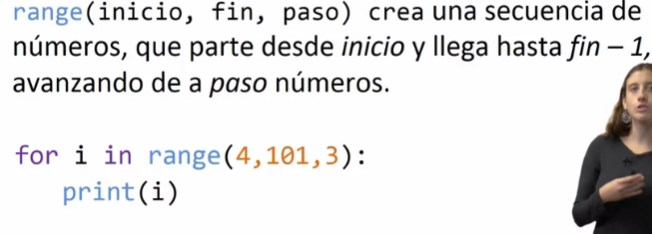 range(inicio, fin, paso) crea una secuencia de
números, que parte desde inicio y llega hasta fin – 1,
avanzando de a paso números.
for i in range(4,101,3):
    print(i)